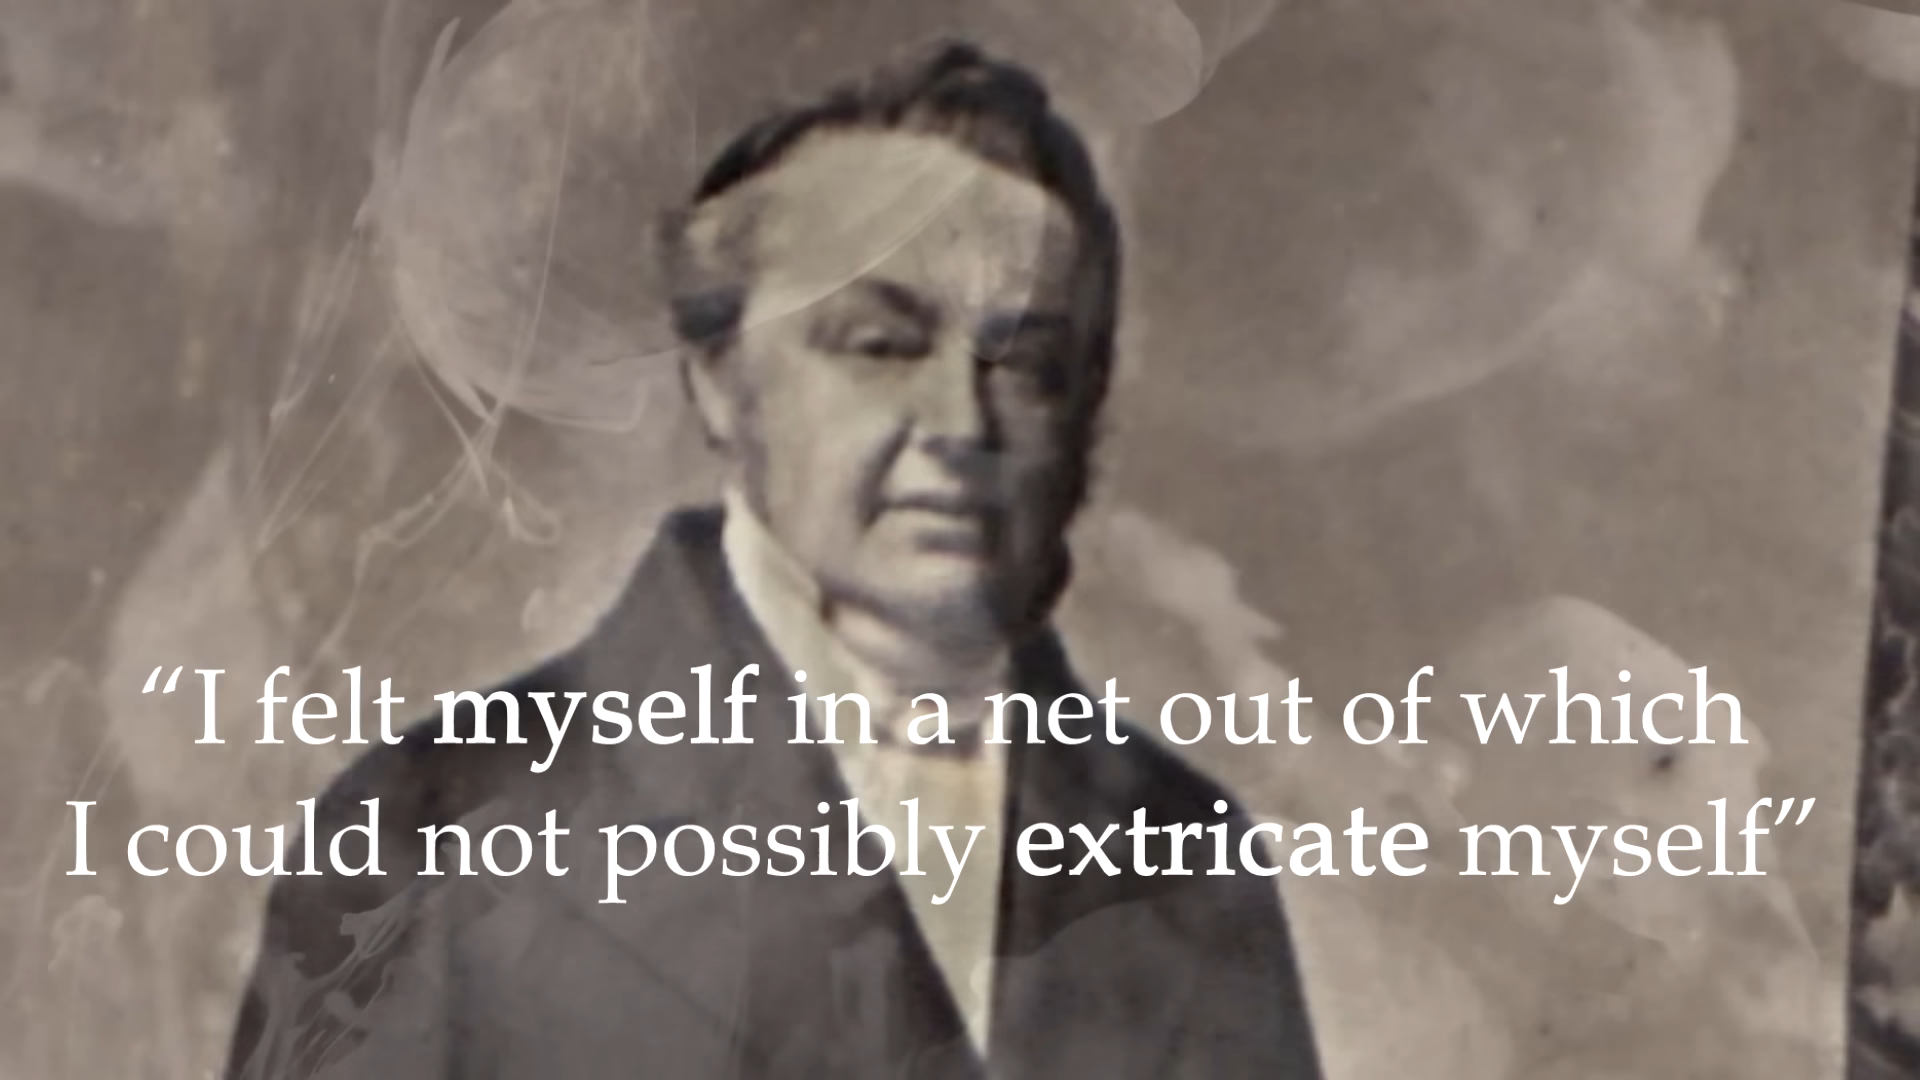 “I felt myself in a net out of which
I could not possibly extricate myself”